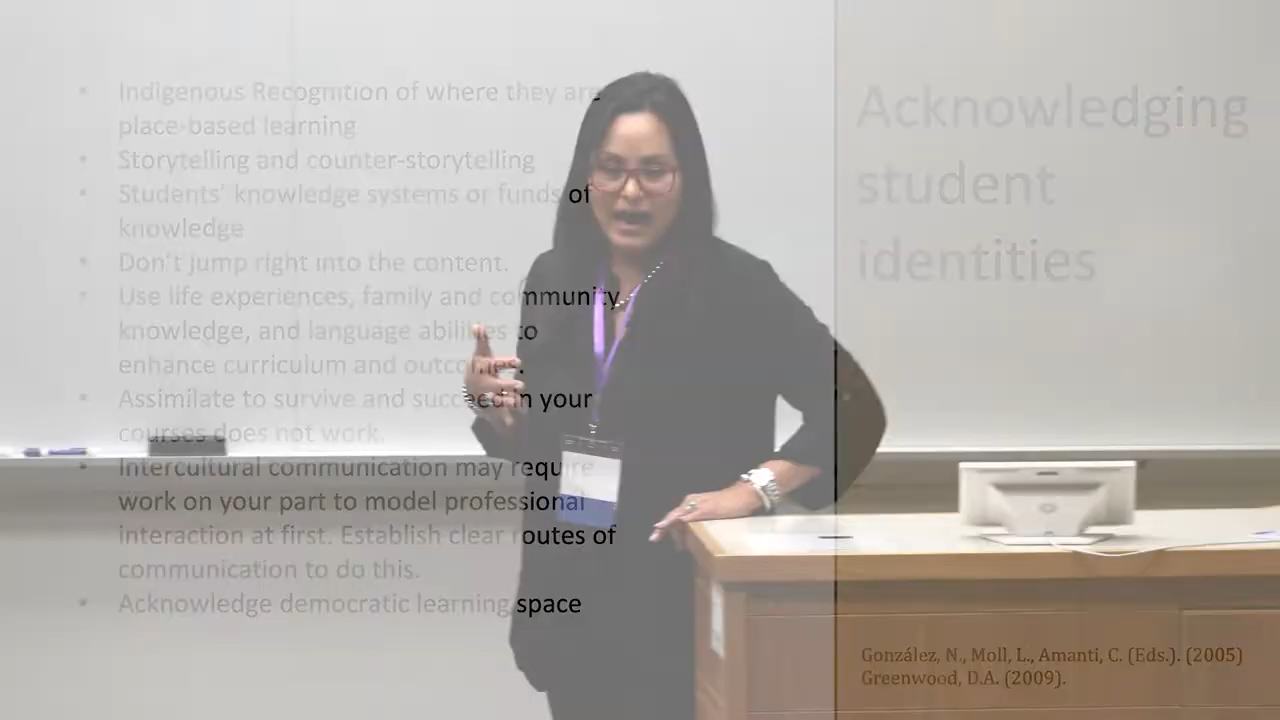 Indigenous Recognition of where they are
place-based learning
Storytelling and counter-storytelling
Students' knowledge systems or funds of
knowledge
Don't jump right into the content.
Use life experiences, family and community
knowledge, and language abilities to
enhance curriculum and outcomes.
Assimilate to survive and succeed in your
courses does not work.
Intercultural communication may require
work on your part to model professional
interaction at first. Establish clear routes of
communication to do this.
Acknowledge democratic learning space
Acknowledging
student
identities
González, N., Moll, L., Amanti, C. (Eds.). (2005)
Greenwood, D.A. (2009).